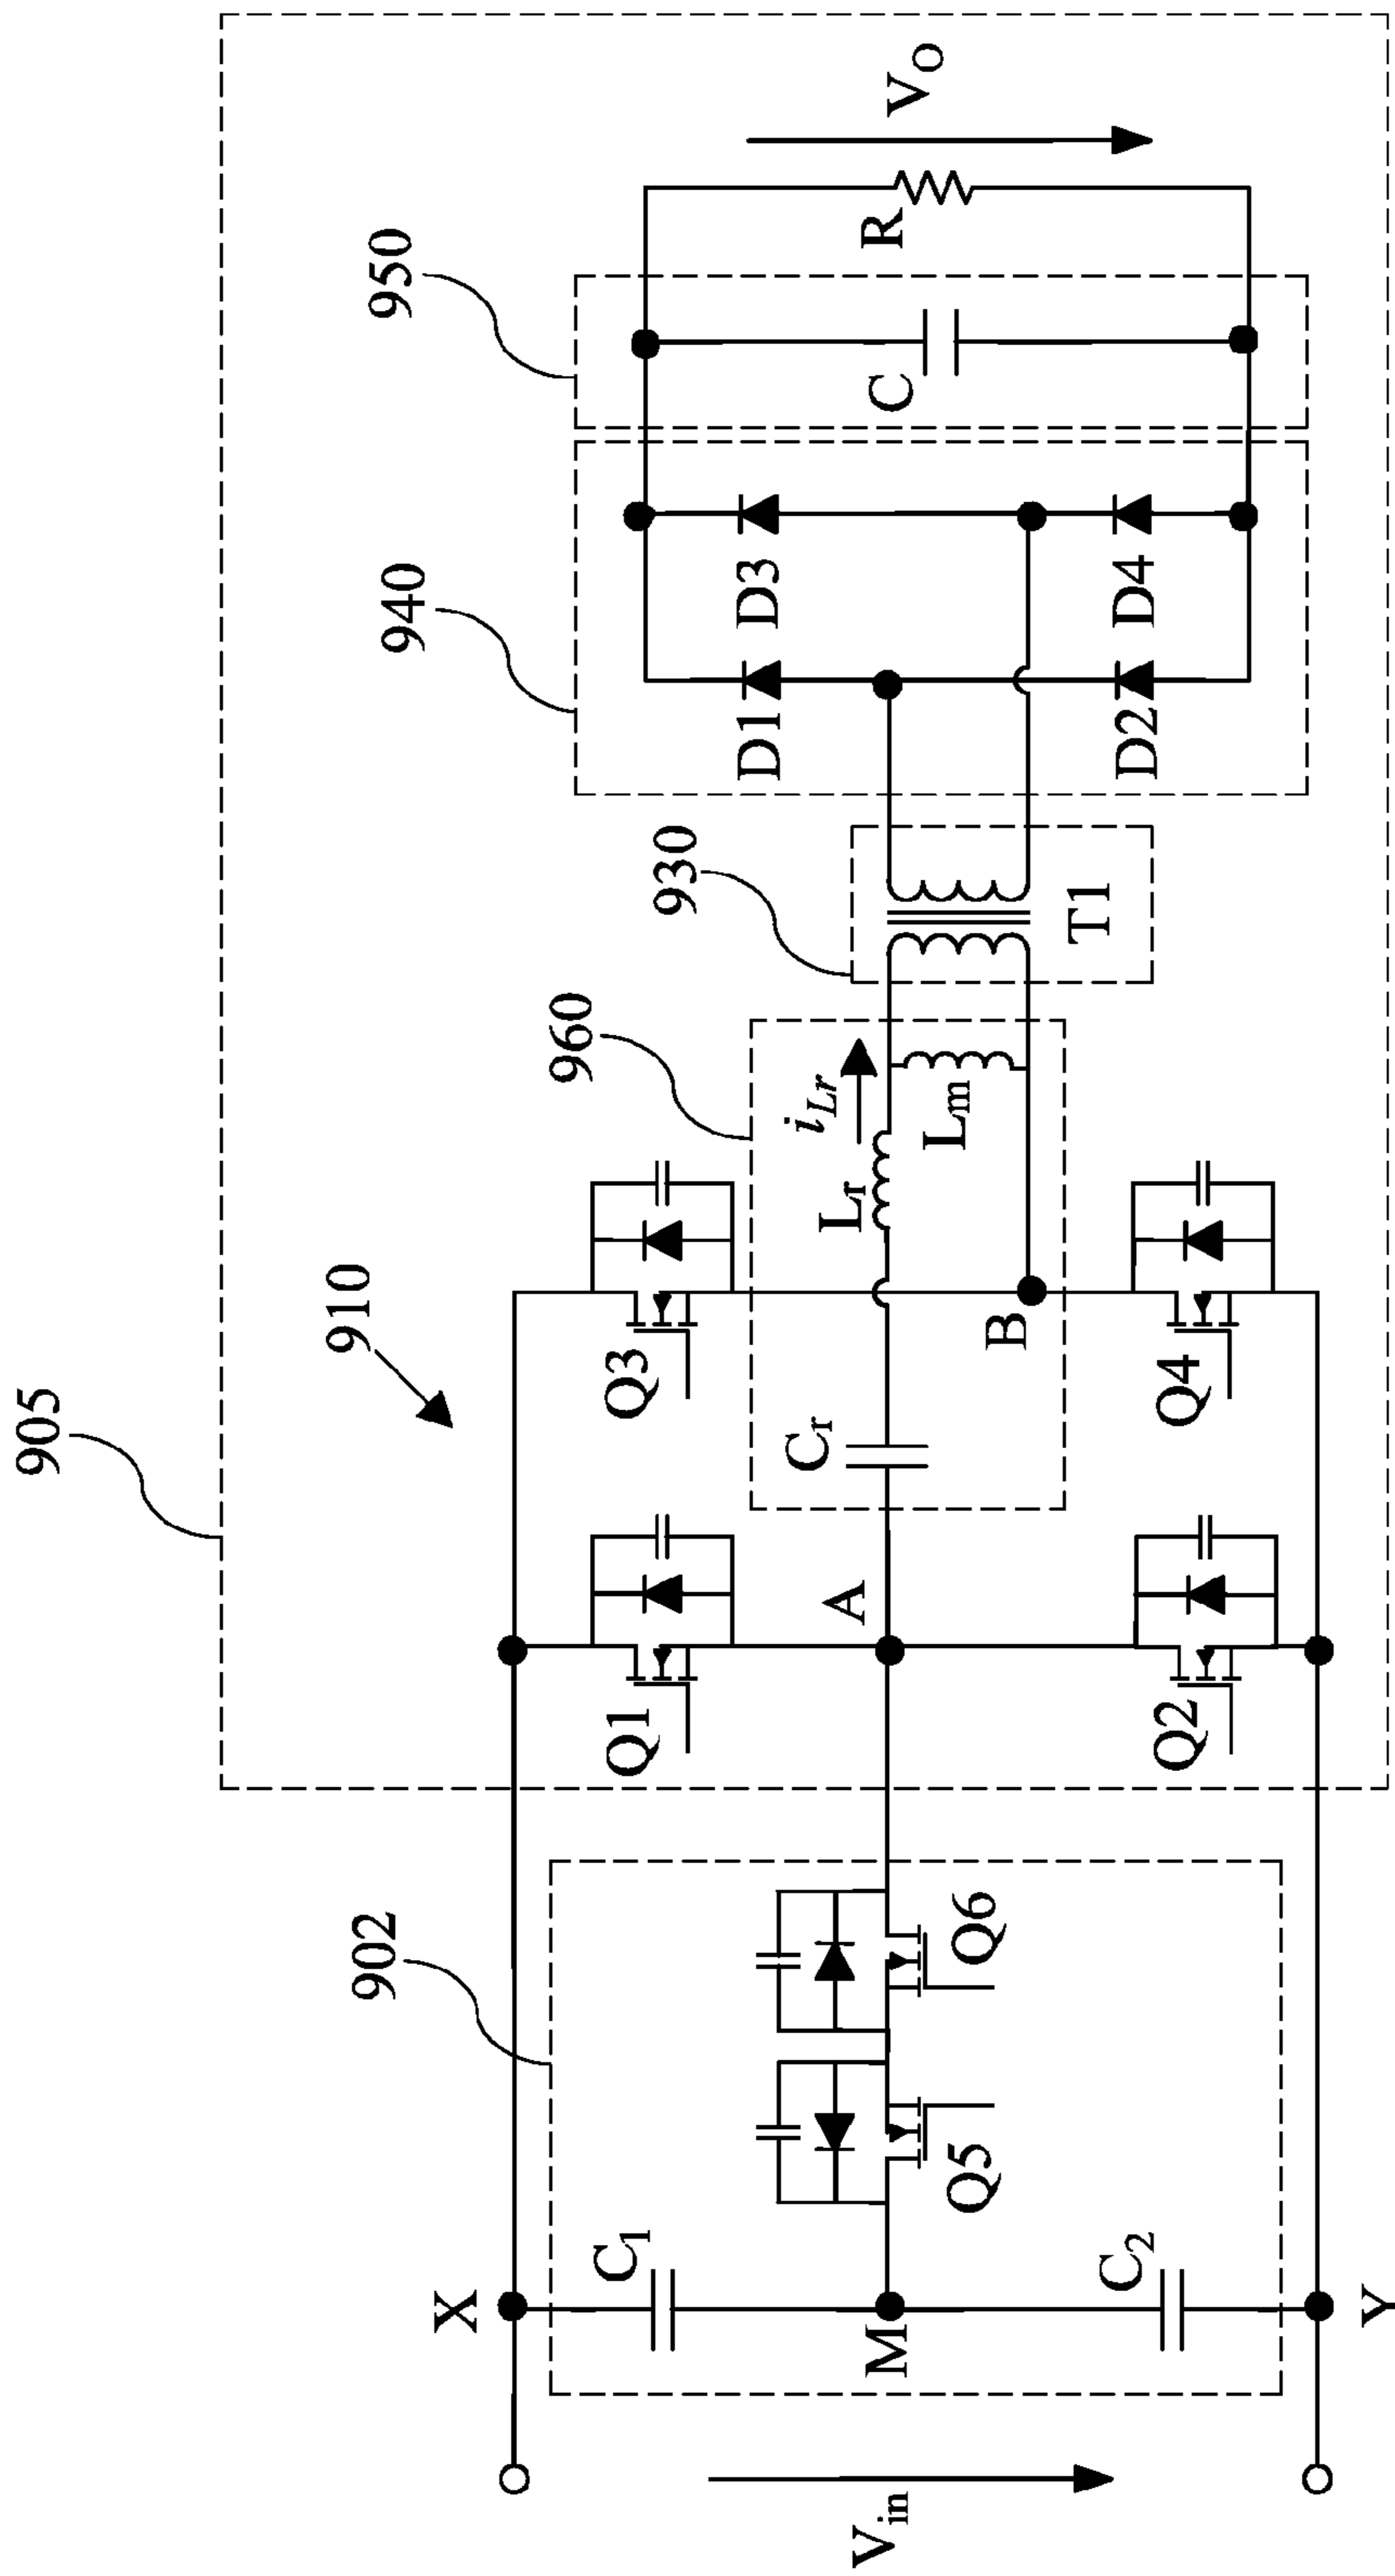 905
910
960
930
940
950
902
X
C1
M
C2
Y
Vin
Q5
Q6
Q1
Q2
A
Q3
Q4
B
Cr
Lr
iLr
Lm
T1
D1
D3
D2
D4
C
R
VO